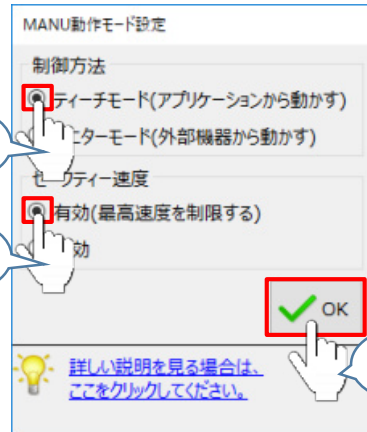 MANU動作モード設定
制御方法
ティーチモード(アプリケーションから動かす)
ニターモード(外部機器から動かす)
セーフティー速度
有効(最高速度を制限する)
効
OK
詳しい説明を見る場合は、
ここをクリックしてください。